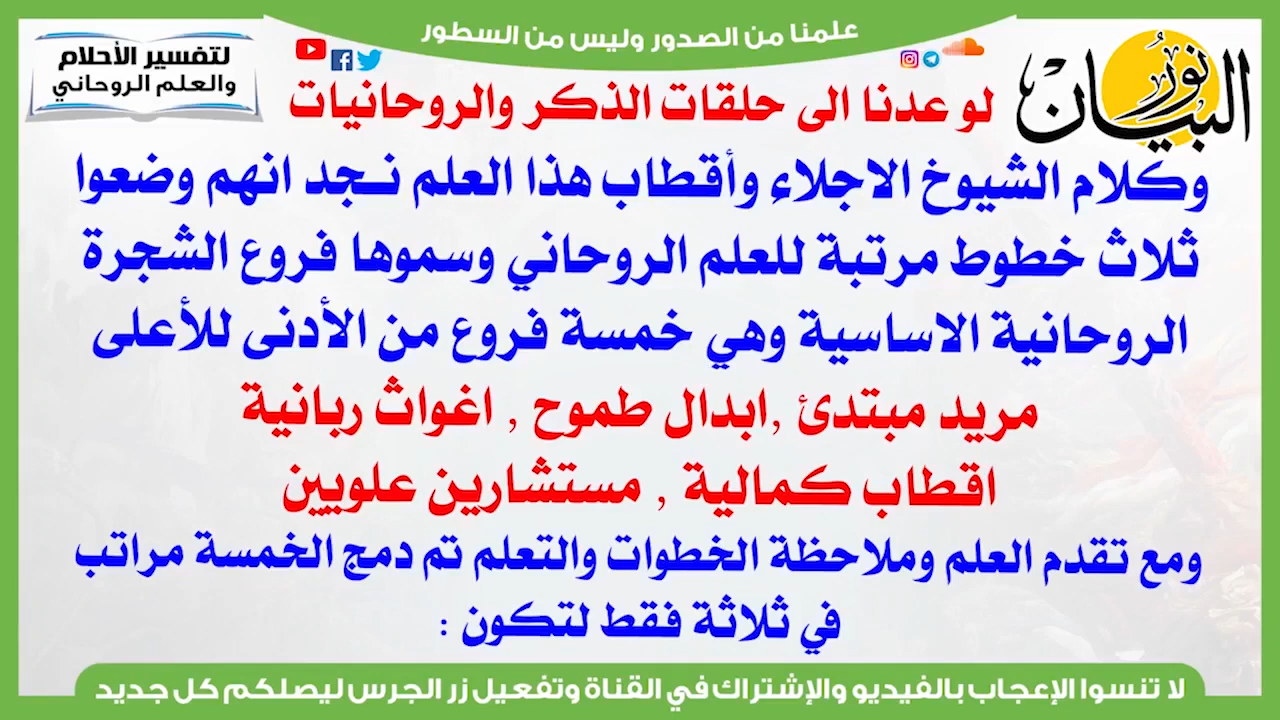 علمنا من الصدور وليس من السطور
نور البيان
لتفسير الأحلام
والعلم الروحاني
لو عدنا الى حلقات الذكر والروحانيات
وكلام الشيوخ الاجلاء وأقطاب هذا العلم نجد انهم وضعوا
ثلاث خطوط مرتبة للعلم الروحاني وسموها فروع الشجرة
الروحانية الاساسية وهي خمسة فروع من الأدنى للأعلى
مريد مبتدئ ,ابدال طموح , اغواث ربانية
اقطاب كمالية , مستشارين علويين
ومع تقدم العلم وملاحظة الخطوات والتعلم تم دمج الخمسة مراتب
في ثلاثة فقط لتكون :
لا تنسوا الإعجاب بالفيديو والإشتراك في القناة وتفعيل زر الجرس ليصلكم كل جديد